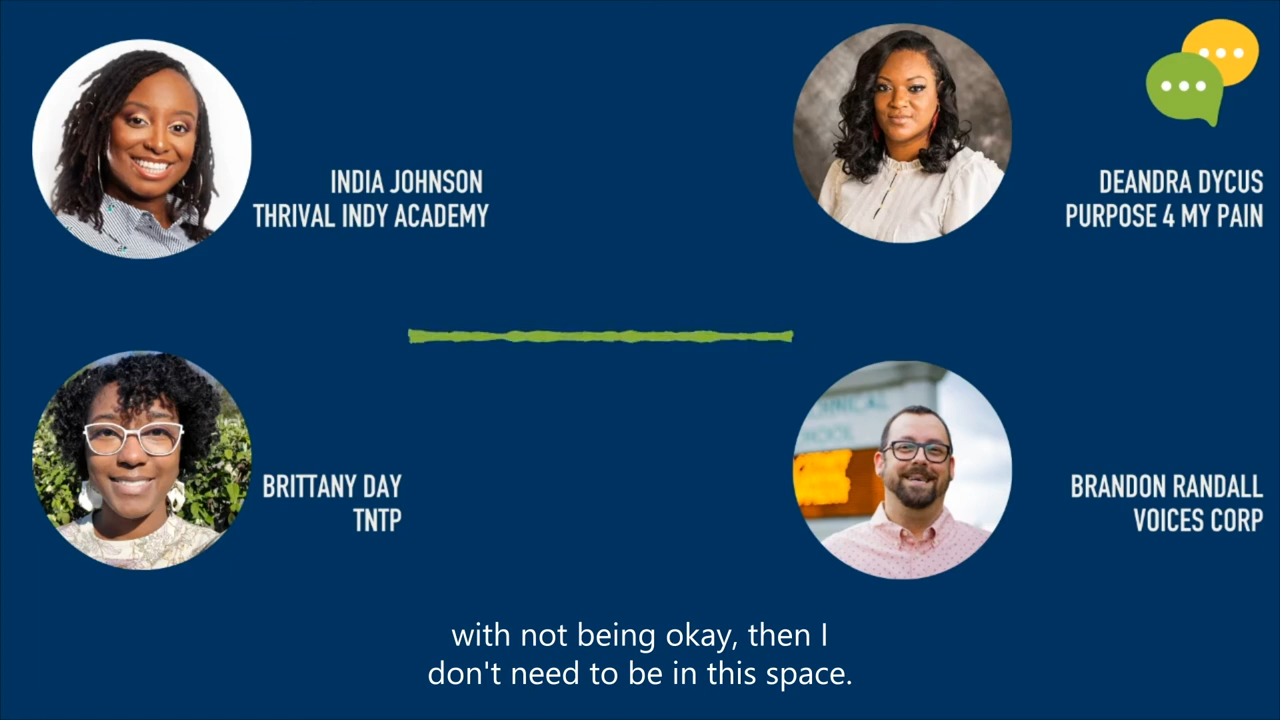 INDIA JOHNSON
THRIVAL INDY ACADEMY
DEANDRA DYCUS
PURPOSE 4 MY PAIN
BRITTANY DAY
TNTP
BRANDON RANDALL
VOICES CORP
with not being okay, then I
don't need to be in this space.